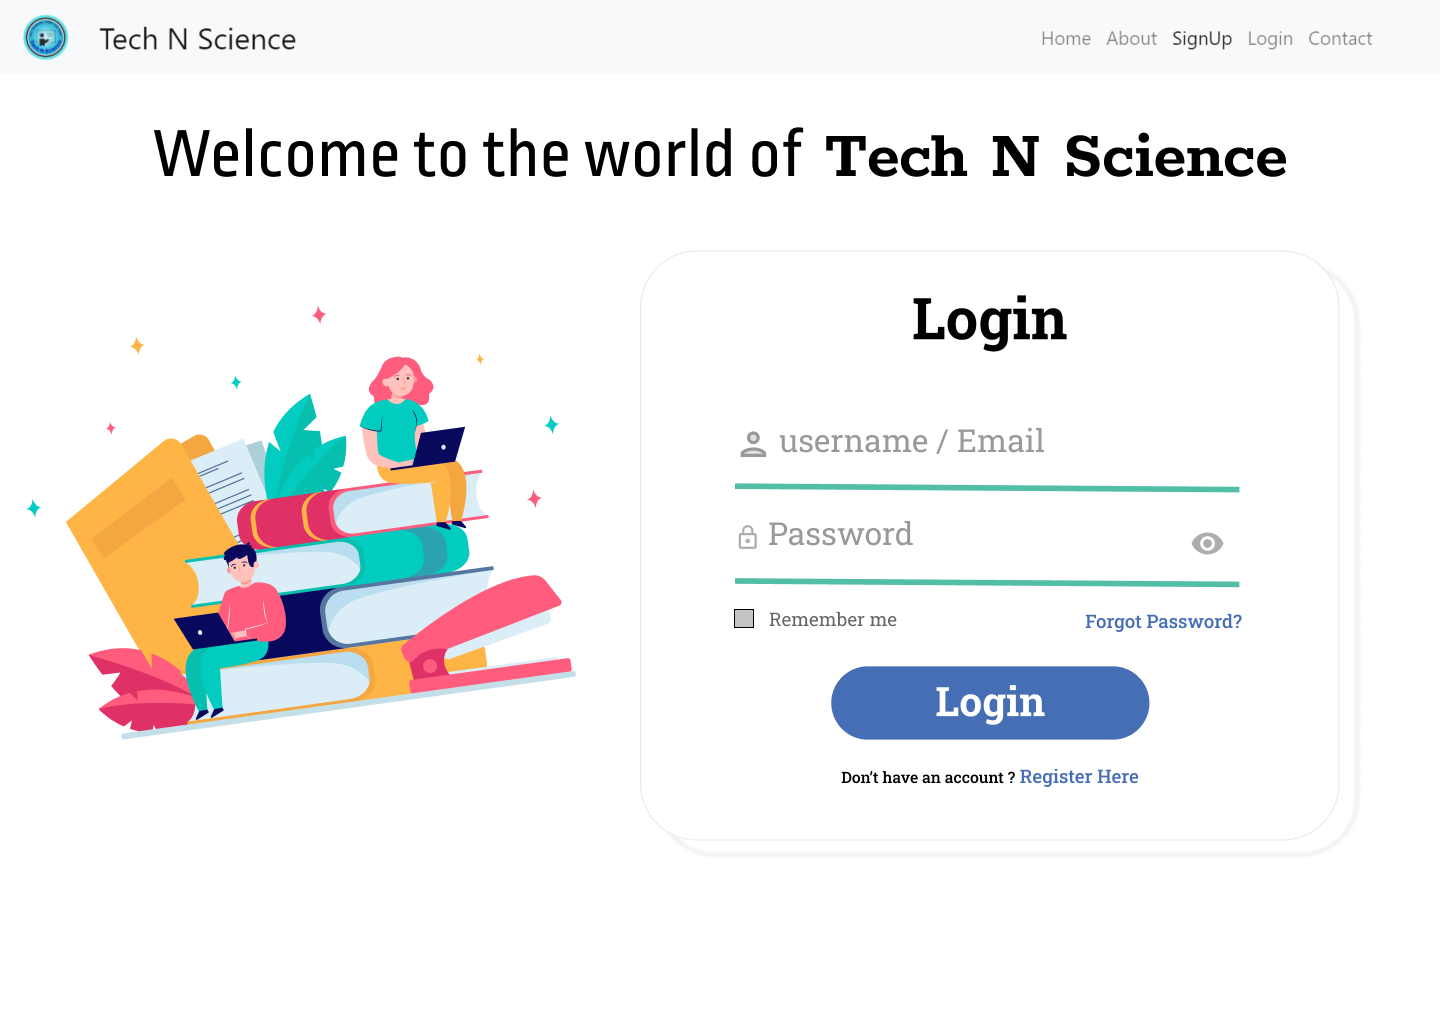 Tech N Science
Home About SignUp Login Contact
Welcome to the world of Tech N Science
Login
username / Email
Password
Remember me Forgot Password?
Login
Don't have an account ? Register Here